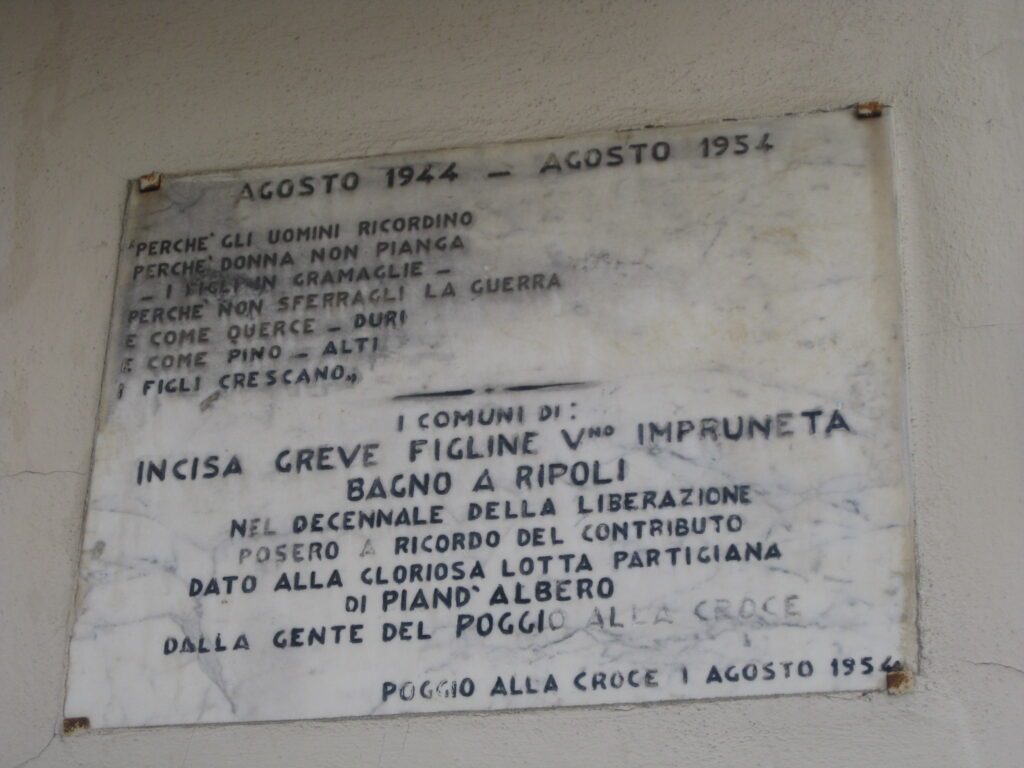 AGOSTO 1944 – AGOSTO 1954
"PERCHE' GLI UOMINI RICORDINO
PERCHE' DONNA NON PIANGA
– I FIGLI IN GRAMAGLIE –
PERCHE' NON SFERRAGLI LA GUERRA
E COME QUERCE – DURI
E COME PINO – ALTI
I FIGLI CRESCANO„
I COMUNI DI:
INCISA GREVE FIGLINE Vᴺᴼ IMPRUNETA
BAGNO A RIPOLI
NEL DECENNALE DELLA LIBERAZIONE
POSERO A RICORDO DEL CONTRIBUTO
DATO ALLA GLORIOSA LOTTA PARTIGIANA
DI PIAND'ALBERO
DALLA GENTE DEL POGGIO ALLA CROCE
POGGIO ALLA CROCE 1 AGOSTO 1954